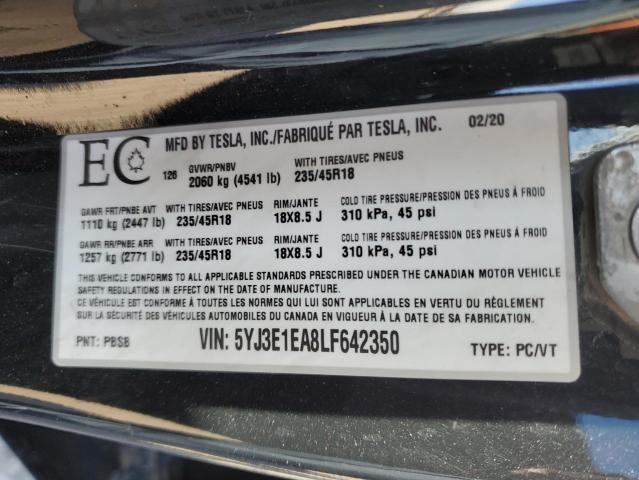 MFD BY TESLA, INC./FABRIQUÉ PAR TESLA, INC. 02/20
EC 126 GVWR/PNBV WITH TIRES/AVEC PNEUS
2060 kg (4541 lb) 235/45R18
GAWR FRT/PNBE AVT WITH TIRES/AVEC PNEUS RIM/JANTE COLD TIRE PRESSURE/PRESSION DES PNEUS À FROID
1110 kg (2447 lb) 235/45R18 18X8.5 J 310 kPa, 45 psi
GAWR RR/PNBE ARR WITH TIRES/AVEC PNEUS RIM/JANTE COLD TIRE PRESSURE/PRESSION DES PNEUS À FROID
1257 kg (2771 lb) 235/45R18 18X8.5 J 310 kPa, 45 psi
THIS VEHICLE CONFORMS TO ALL APPLICABLE STANDARDS PRESCRIBED UNDER THE CANADIAN MOTOR VEHICLE
SAFETY REGULATIONS IN EFFECT ON THE DATE OF MANUFACTURE.
CE VÉHICULE EST CONFORME À TOUTES LES NORMES QUI LUI SONT APPLICABLES EN VERTU DU RÈGLEMENT
SUR LA SÉCURITÉ DES VÉHICULES AUTOMOBILES DU CANADA EN VIGUEUR À LA DATE DE SA FABRICATION.
PNT: PBSB VIN: 5YJ3E1EA8LF642350 TYPE: PC/VT